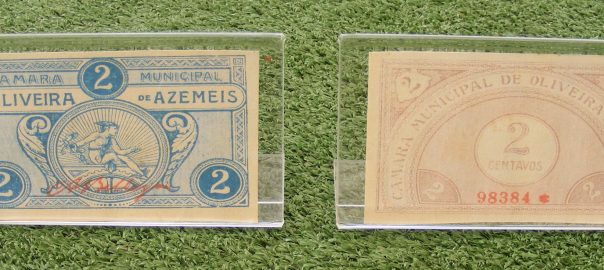 CAMARA 2 MUNICIPAL
OLIVEIRA DE AZEMEIS
2 2
2
CAMARA MUNICIPAL DE OLIVEIRA
2
CENTAVOS
2
98384